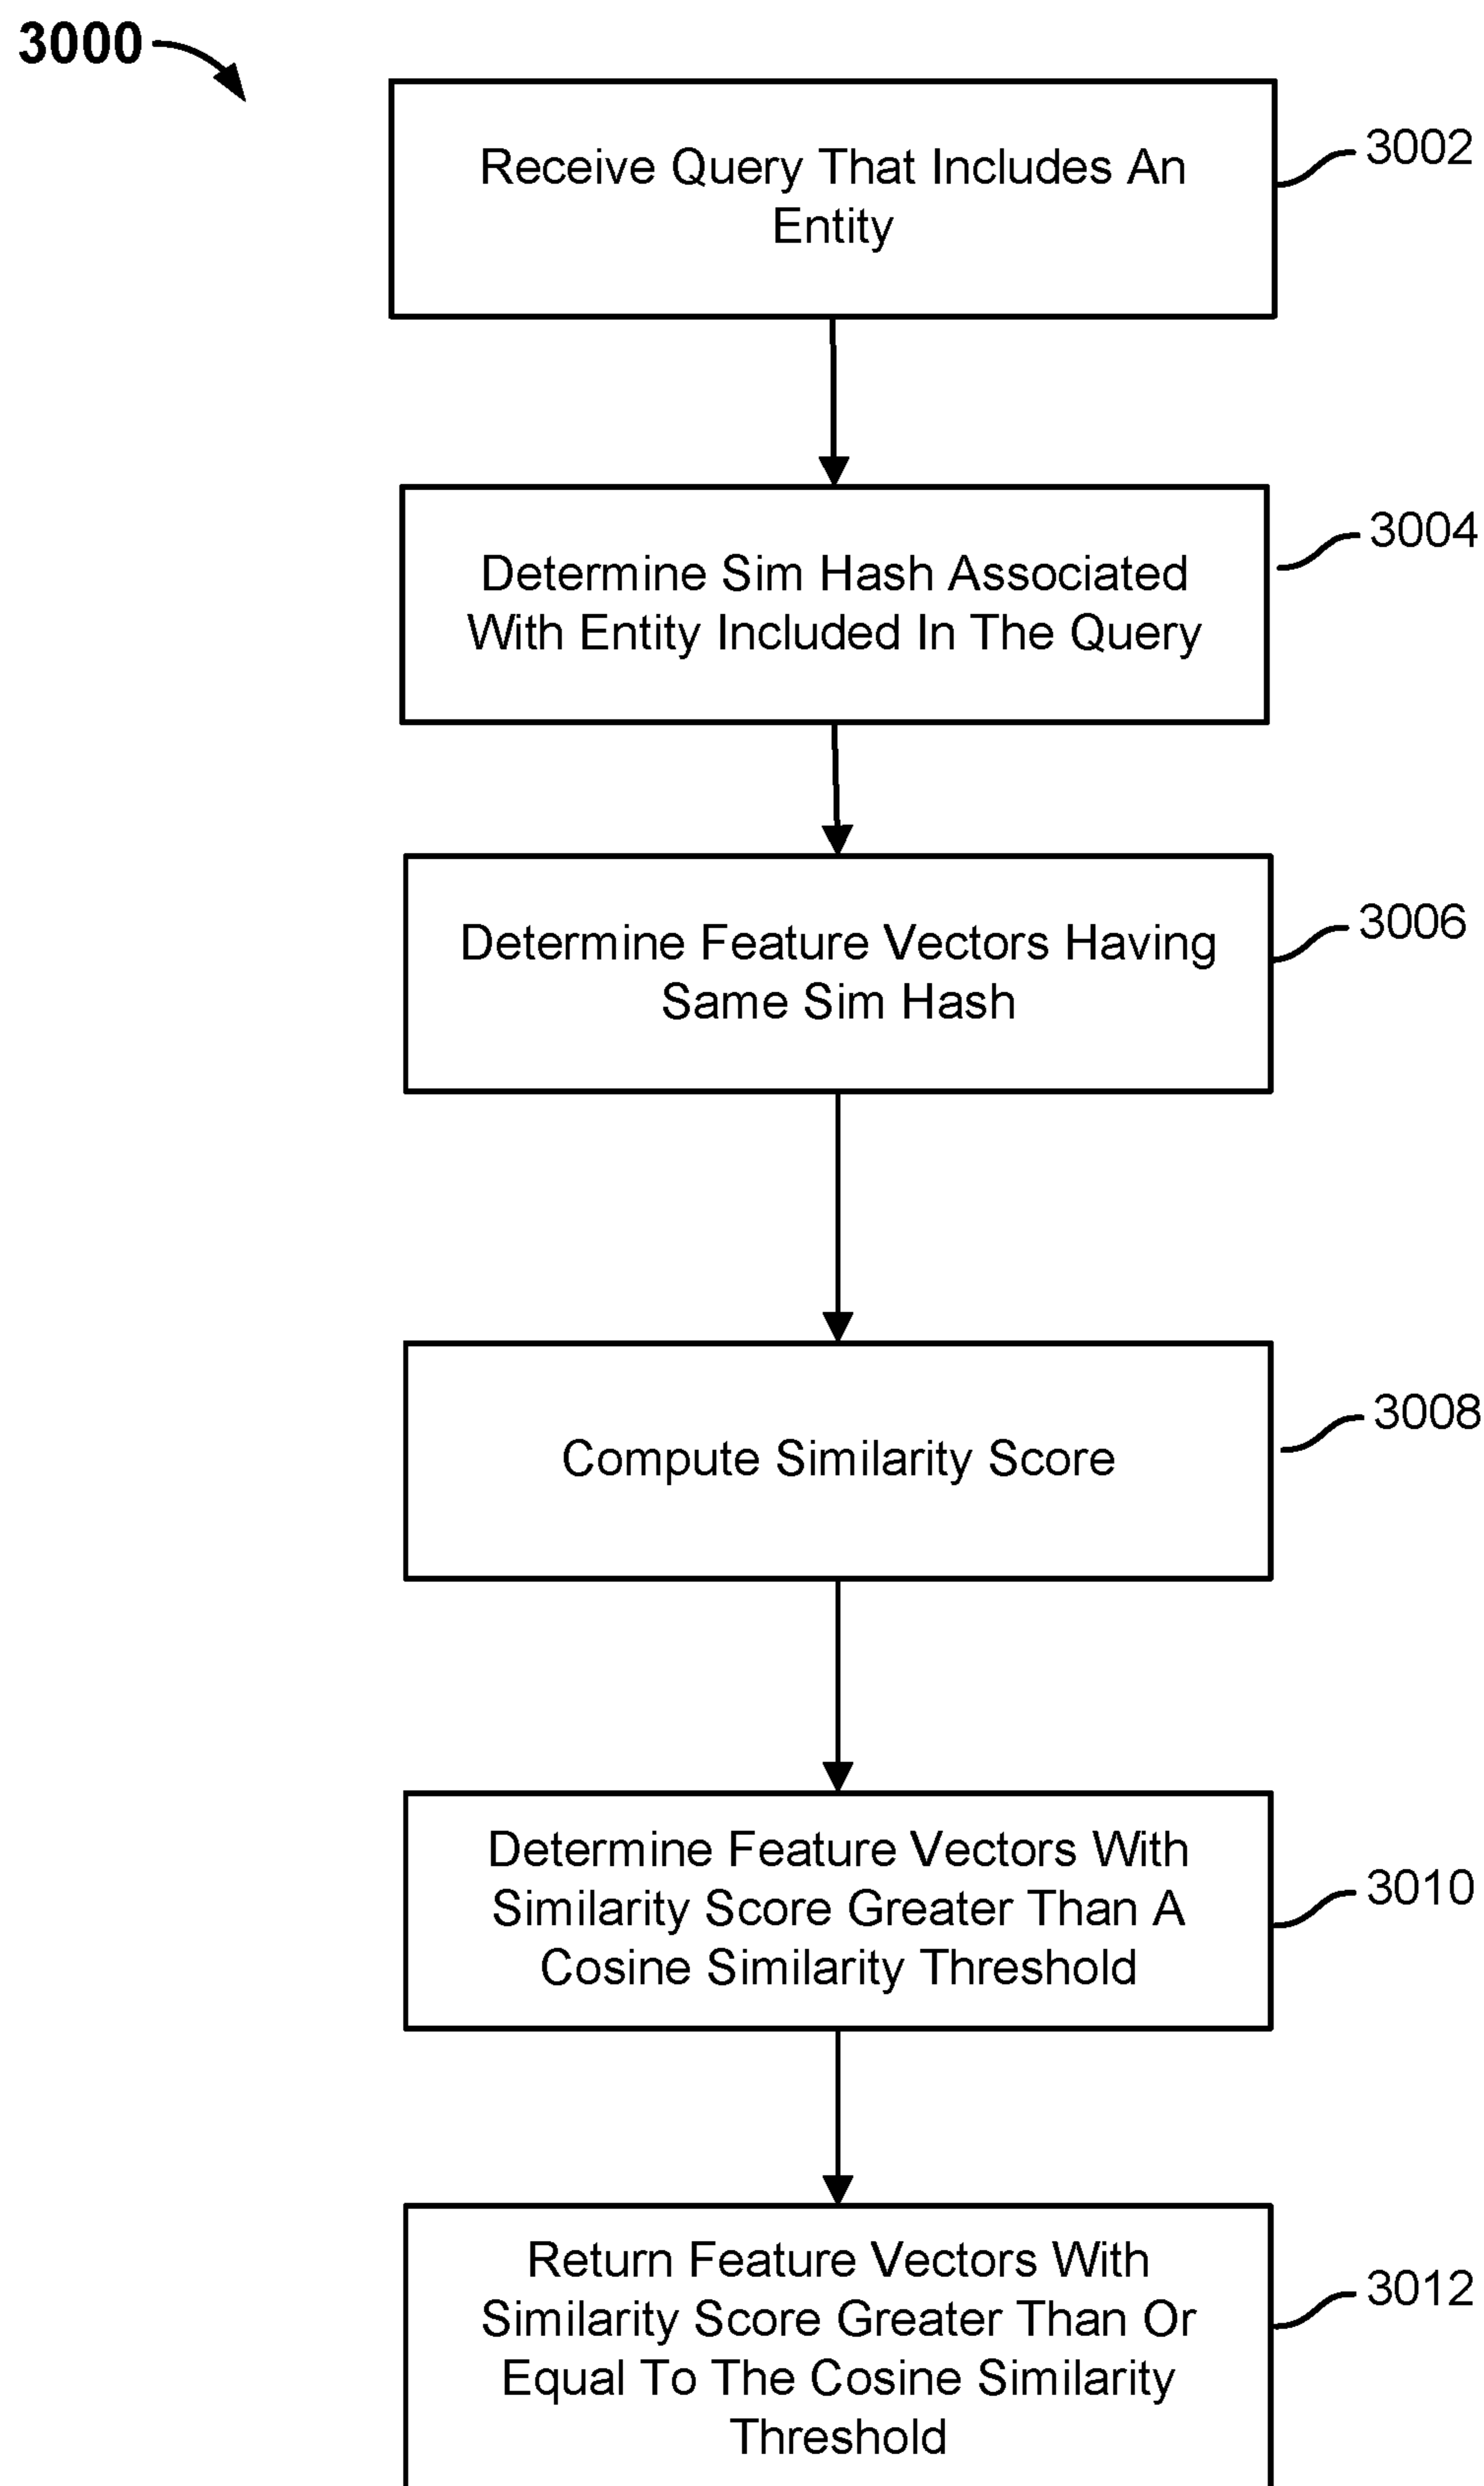 3000
Receive Query That Includes An
Entity
3002
Determine Sim Hash Associated
With Entity Included In The Query
3004
Determine Feature Vectors Having
Same Sim Hash
3006
Compute Similarity Score
3008
Determine Feature Vectors With
Similarity Score Greater Than A
Cosine Similarity Threshold
3010
Return Feature Vectors With
Similarity Score Greater Than Or
Equal To The Cosine Similarity
Threshold
3012